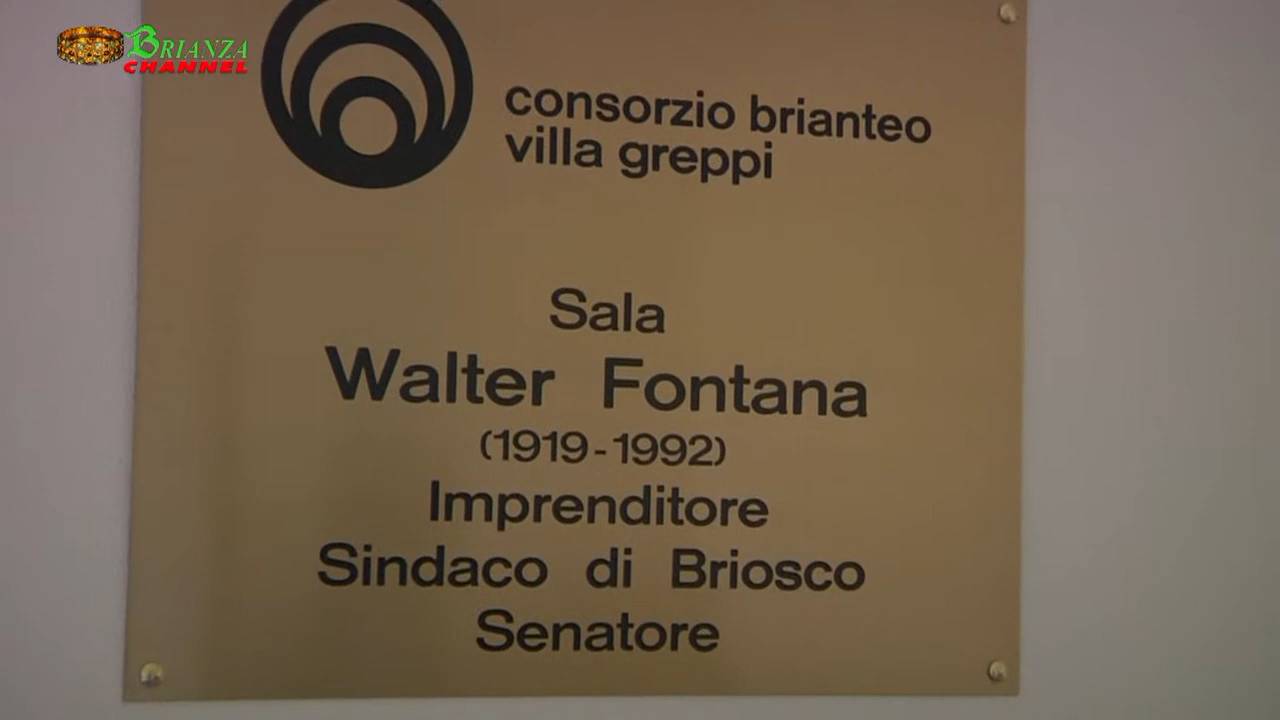 BRIANZA
CHANNEL
consorzio brianteo
villa greppi
Sala
Walter Fontana
(1919-1992)
Imprenditore
Sindaco di Briosco
Senatore